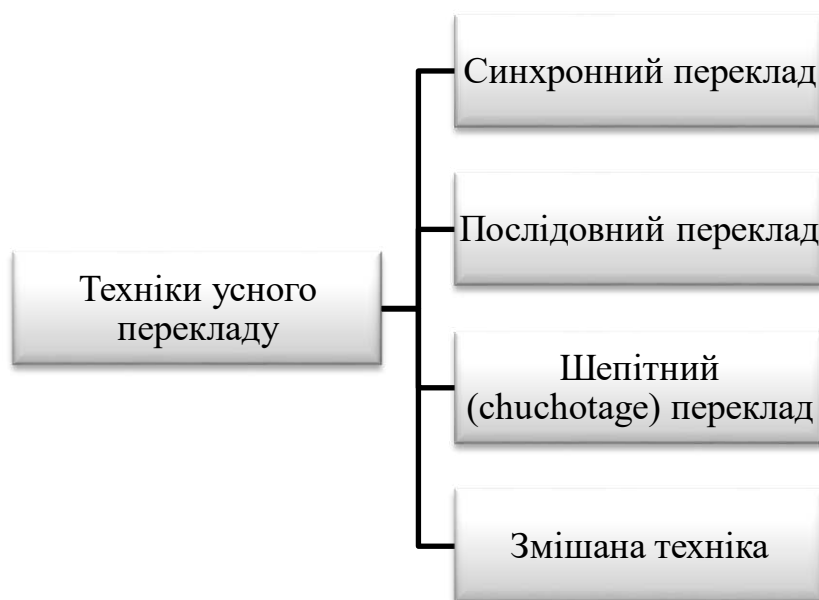 Синхронний переклад
Послідовний переклад
Техніки усного
перекладу
Шепітний
(chuchotage) переклад
Змішана техніка